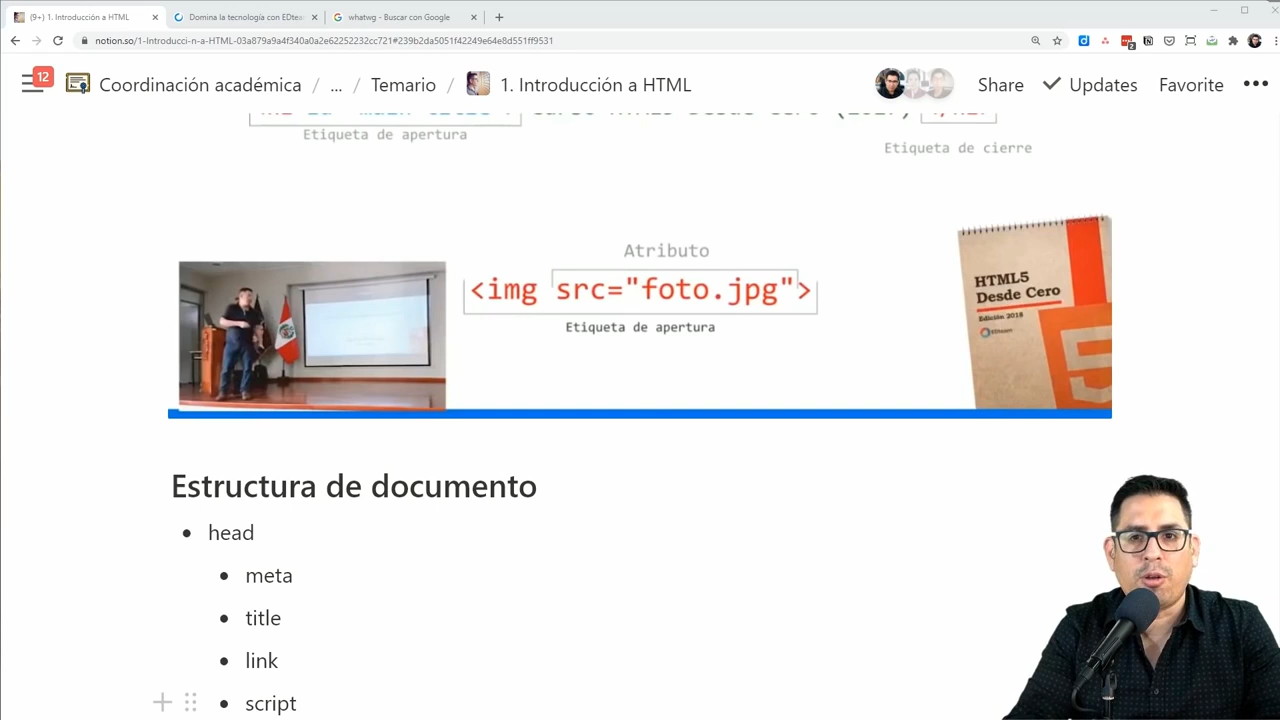 (9+) 1. Introducción a HTML
Domina la tecnología con EDtea
whatwg - Buscar con Google
notion.so/1-Introducci-n-a-HTML-03a879a9a4f340a0a2e62252232cc721#239b2da5051f42249e64e8d551ff9531
12
Coordinación académica / ... / Temario / 1. Introducción a HTML
Share
Updates
Favorite
Etiqueta de apertura
Etiqueta de cierre
Atributo
<img src="foto.jpg">
Etiqueta de apertura
HTML5
Desde Cero
Edición 2018
EDteam
Estructura de documento
• head
• meta
• title
• link
• script